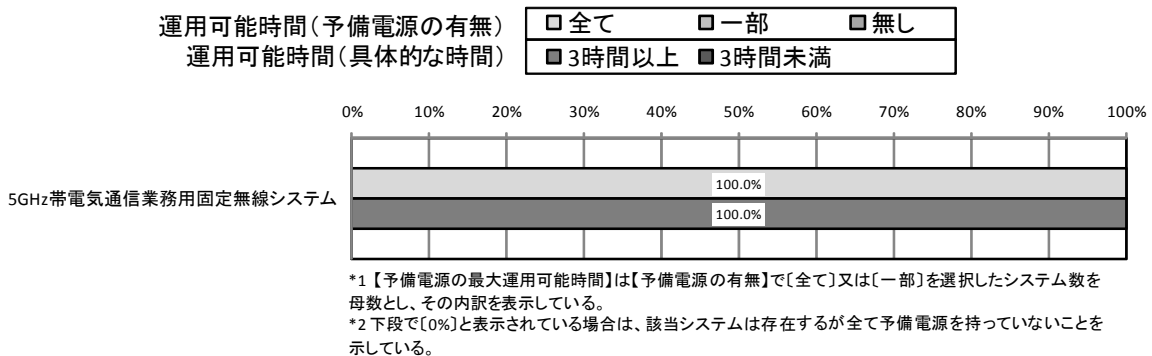 運用可能時間（予備電源の有無） 全て 一部 無し
運用可能時間（具体的な時間） 3時間以上 3時間未満
0% 10% 20% 30% 40% 50% 60% 70% 80% 90% 100%
100.0%
5GHz帯電気通信業務用固定無線システム
100.0%
*1 【予備電源の最大運用可能時間】は【予備電源の有無】で〔全て〕又は〔一部〕を選択したシステム数を
母数とし、その内訳を表示している。
*2 下段で〔0%〕と表示されている場合は、該当システムは存在するが全て予備電源を持っていないことを
示している。